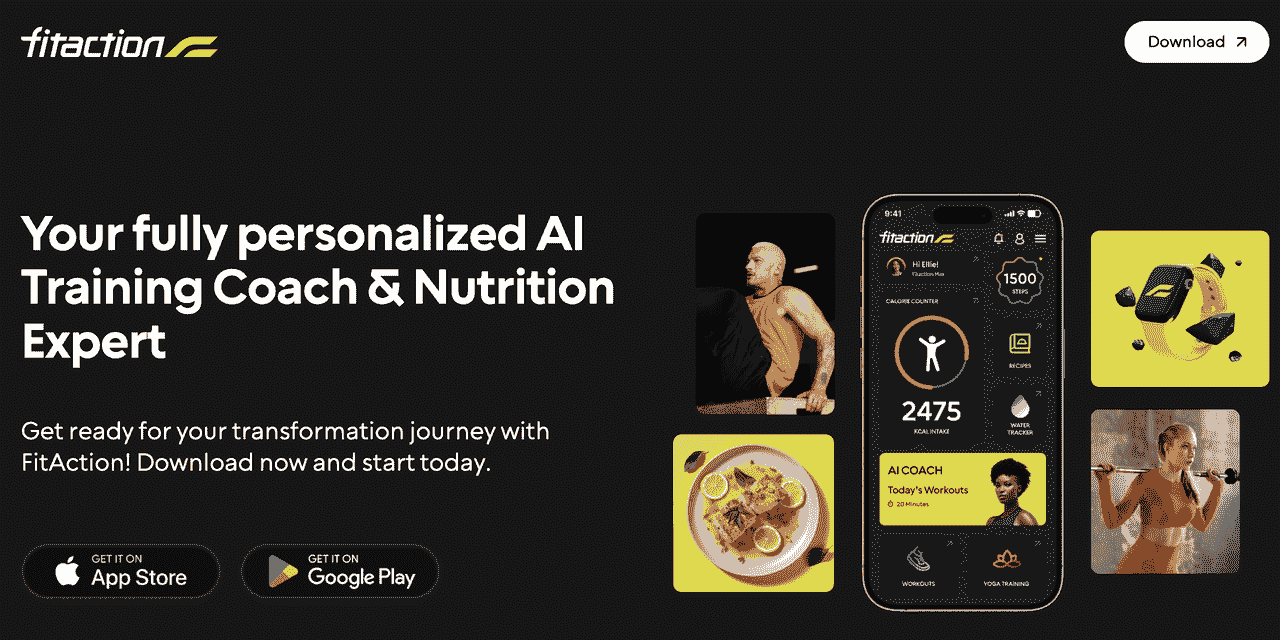 fitaction
Download
Your fully personalized AI
Training Coach & Nutrition
Expert
Get ready for your transformation journey with
FitAction! Download now and start today.
GET IT ON
App Store
GET IT ON
Google Play
9:41
fitaction
Hi Ellie!
FitAction Max
1500
STEPS
CALORIE COUNTER
2475
KCAL INTAKE
RECIPES
WATER
TRACKER
AI COACH
Today's Workouts
20 Minutes
WORKOUTS
YOGA TRAINING